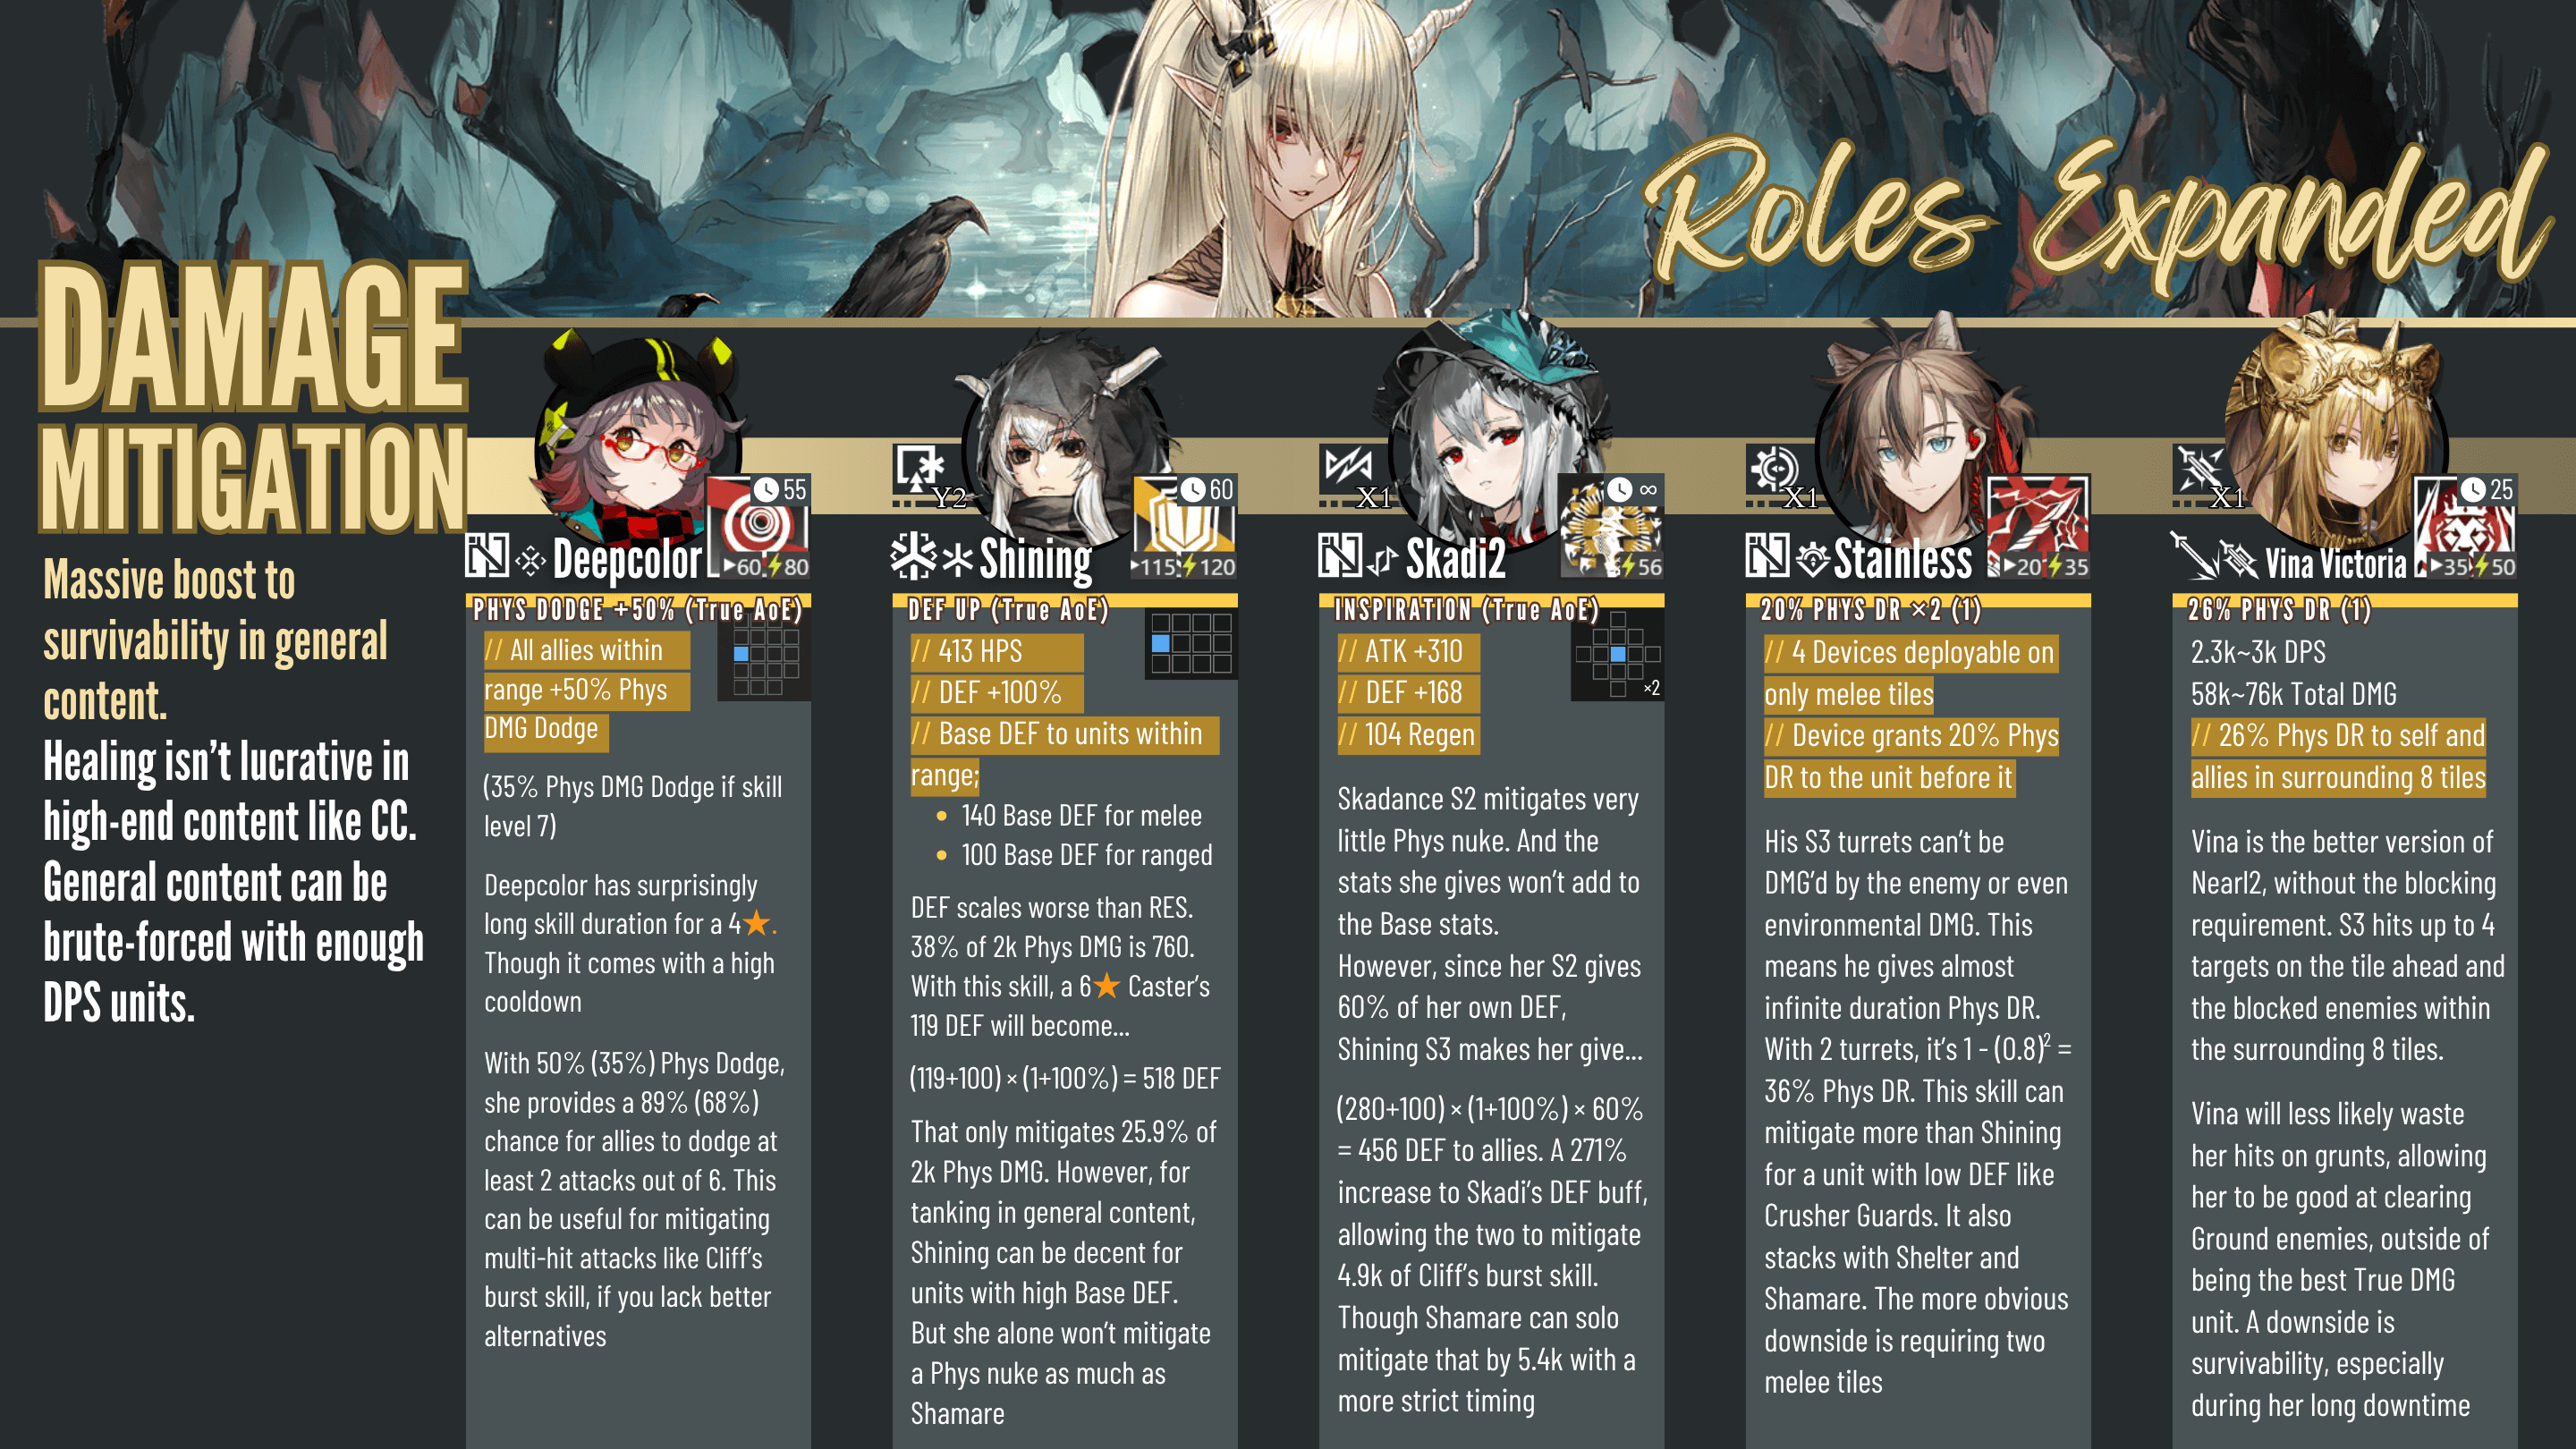 Roles Expanded
DAMAGE
MITIGATION
Massive boost to
survivability in general
content.
Healing isn't lucrative in
high-end content like CC.
General content can be
brute-forced with enough
DPS units.
55
Deepcolor
▶60 ⚡80
PHYS DODGE +50% (True AoE)
// All allies within
range +50% Phys
DMG Dodge
(35% Phys DMG Dodge if skill
level 7)
Deepcolor has surprisingly
long skill duration for a 4★.
Though it comes with a high
cooldown
With 50% (35%) Phys Dodge,
she provides a 89% (68%)
chance for allies to dodge at
least 2 attacks out of 6. This
can be useful for mitigating
multi-hit attacks like Cliff's
burst skill, if you lack better
alternatives
Y2
60
Shining
▶115 ⚡120
DEF UP (True AoE)
// 413 HPS
// DEF +100%
// Base DEF to units within
range;
• 140 Base DEF for melee
• 100 Base DEF for ranged
DEF scales worse than RES.
38% of 2k Phys DMG is 760.
With this skill, a 6★ Caster's
119 DEF will become...
(119+100) × (1+100%) = 518 DEF
That only mitigates 25.9% of
2k Phys DMG. However, for
tanking in general content,
Shining can be decent for
units with high Base DEF.
But she alone won't mitigate
a Phys nuke as much as
Shamare
X1
∞
Skadi2
⚡56
INSPIRATION (True AoE)
// ATK +310
// DEF +168
// 104 Regen
×2
Skadance S2 mitigates very
little Phys nuke. And the
stats she gives won't add to
the Base stats.
However, since her S2 gives
60% of her own DEF,
Shining S3 makes her give...
(280+100) × (1+100%) × 60%
= 456 DEF to allies. A 271%
increase to Skadi's DEF buff,
allowing the two to mitigate
4.9k of Cliff's burst skill.
Though Shamare can solo
mitigate that by 5.4k with a
more strict timing
X1
Stainless
▶20 ⚡35
20% PHYS DR ×2 (1)
// 4 Devices deployable on
only melee tiles
// Device grants 20% Phys
DR to the unit before it
His S3 turrets can't be
DMG'd by the enemy or even
environmental DMG. This
means he gives almost
infinite duration Phys DR.
With 2 turrets, it's 1 - (0.8)² =
36% Phys DR. This skill can
mitigate more than Shining
for a unit with low DEF like
Crusher Guards. It also
stacks with Shelter and
Shamare. The more obvious
downside is requiring two
melee tiles
X1
25
Vina Victoria
▶35 ⚡50
26% PHYS DR (1)
2.3k~3k DPS
58k~76k Total DMG
// 26% Phys DR to self and
allies in surrounding 8 tiles
Vina is the better version of
Nearl2, without the blocking
requirement. S3 hits up to 4
targets on the tile ahead and
the blocked enemies within
the surrounding 8 tiles.
Vina will less likely waste
her hits on grunts, allowing
her to be good at clearing
Ground enemies, outside of
being the best True DMG
unit. A downside is
survivability, especially
during her long downtime